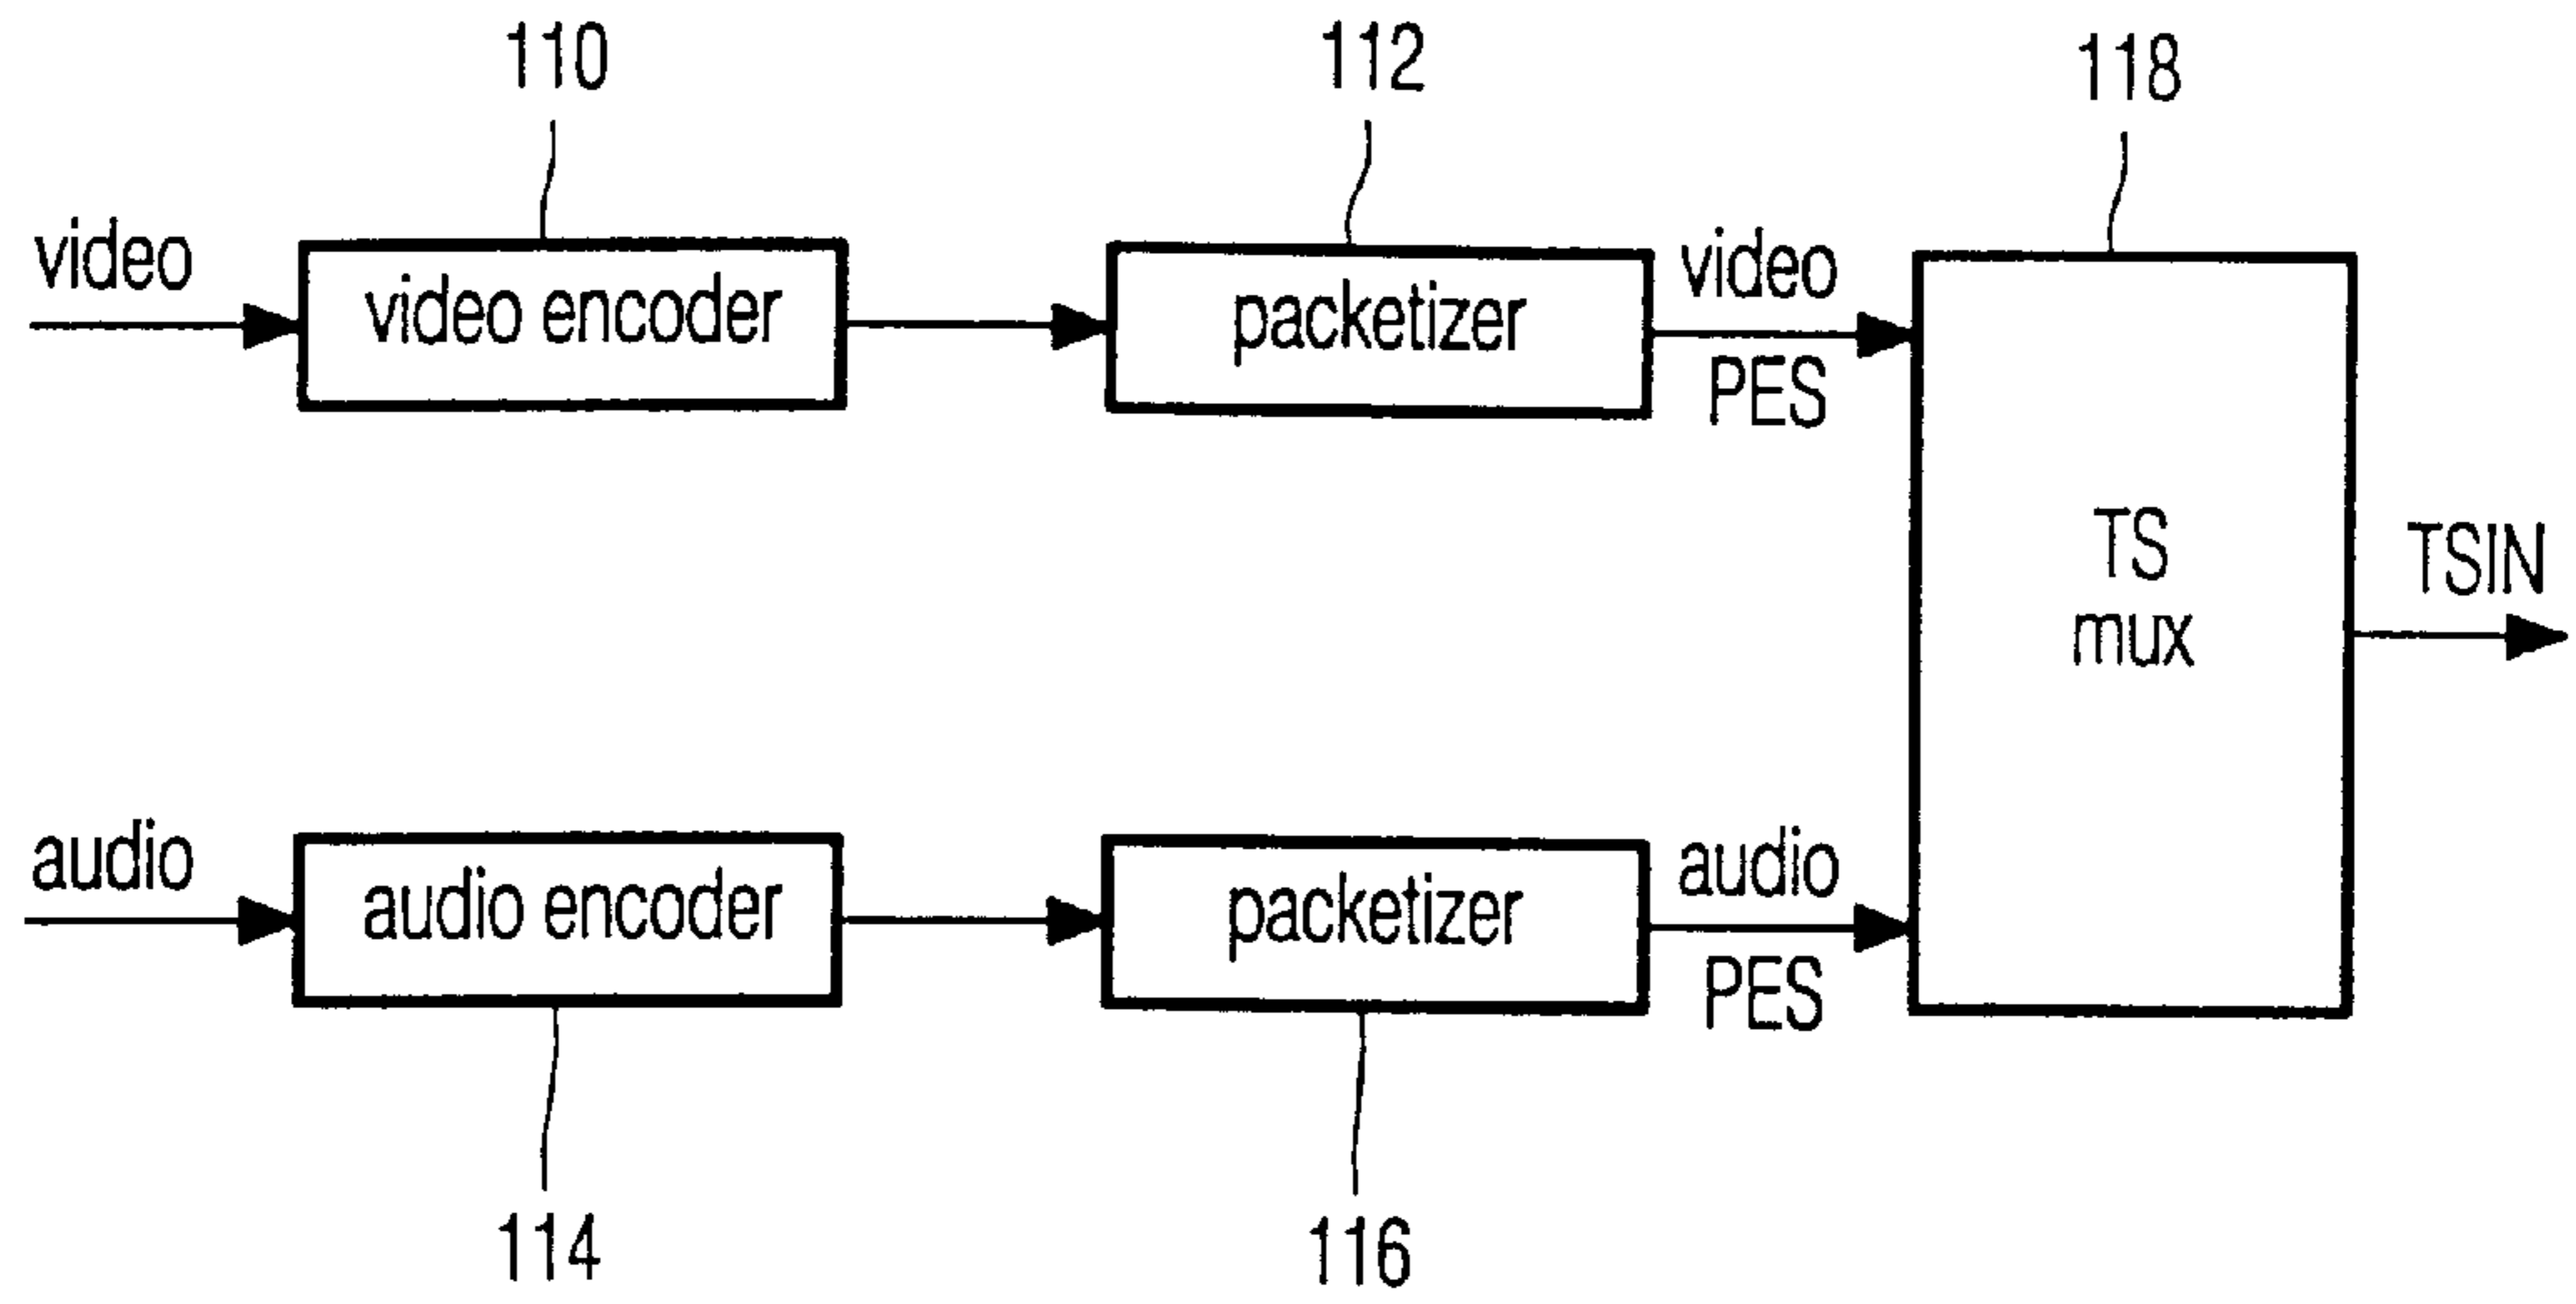 110
112
118
video
video encoder
packetizer
video
PES
TS
mux
TSIN
audio
audio encoder
packetizer
audio
PES
114
116